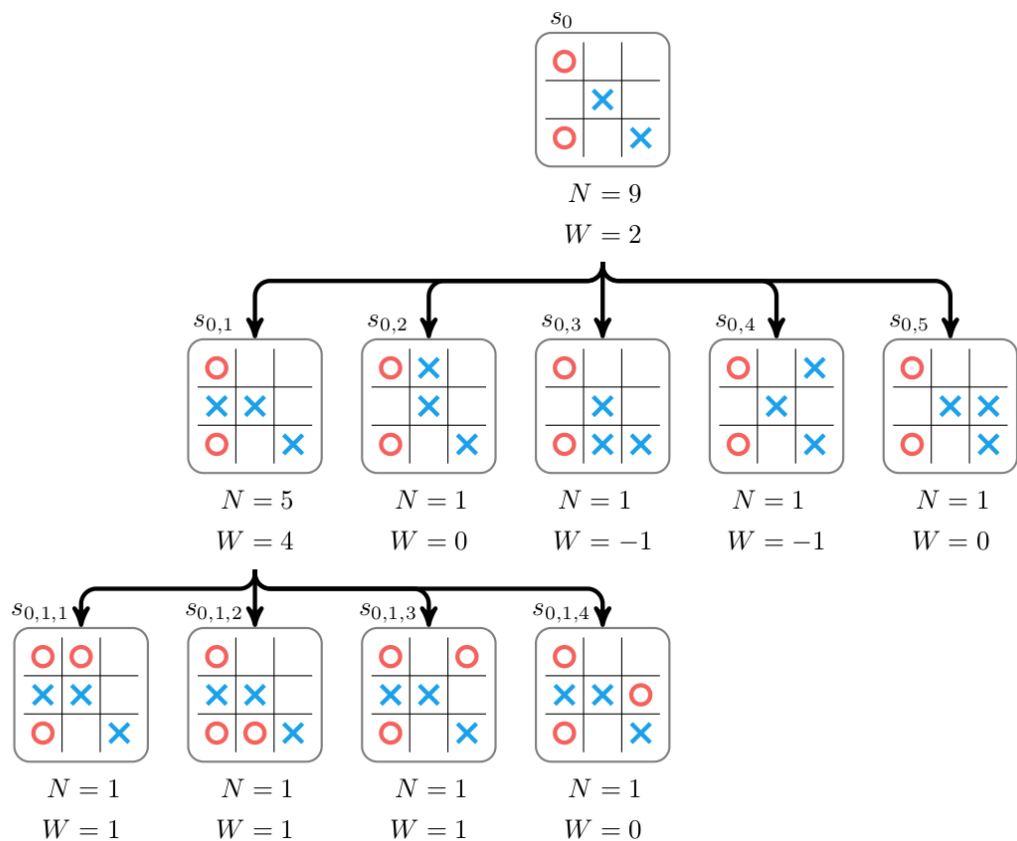 s_0
N = 9
W = 2
s_{0,1} s_{0,2} s_{0,3} s_{0,4} s_{0,5}
N = 5 N = 1 N = 1 N = 1 N = 1
W = 4 W = 0 W = −1 W = −1 W = 0
s_{0,1,1} s_{0,1,2} s_{0,1,3} s_{0,1,4}
N = 1 N = 1 N = 1 N = 1
W = 1 W = 1 W = 1 W = 0